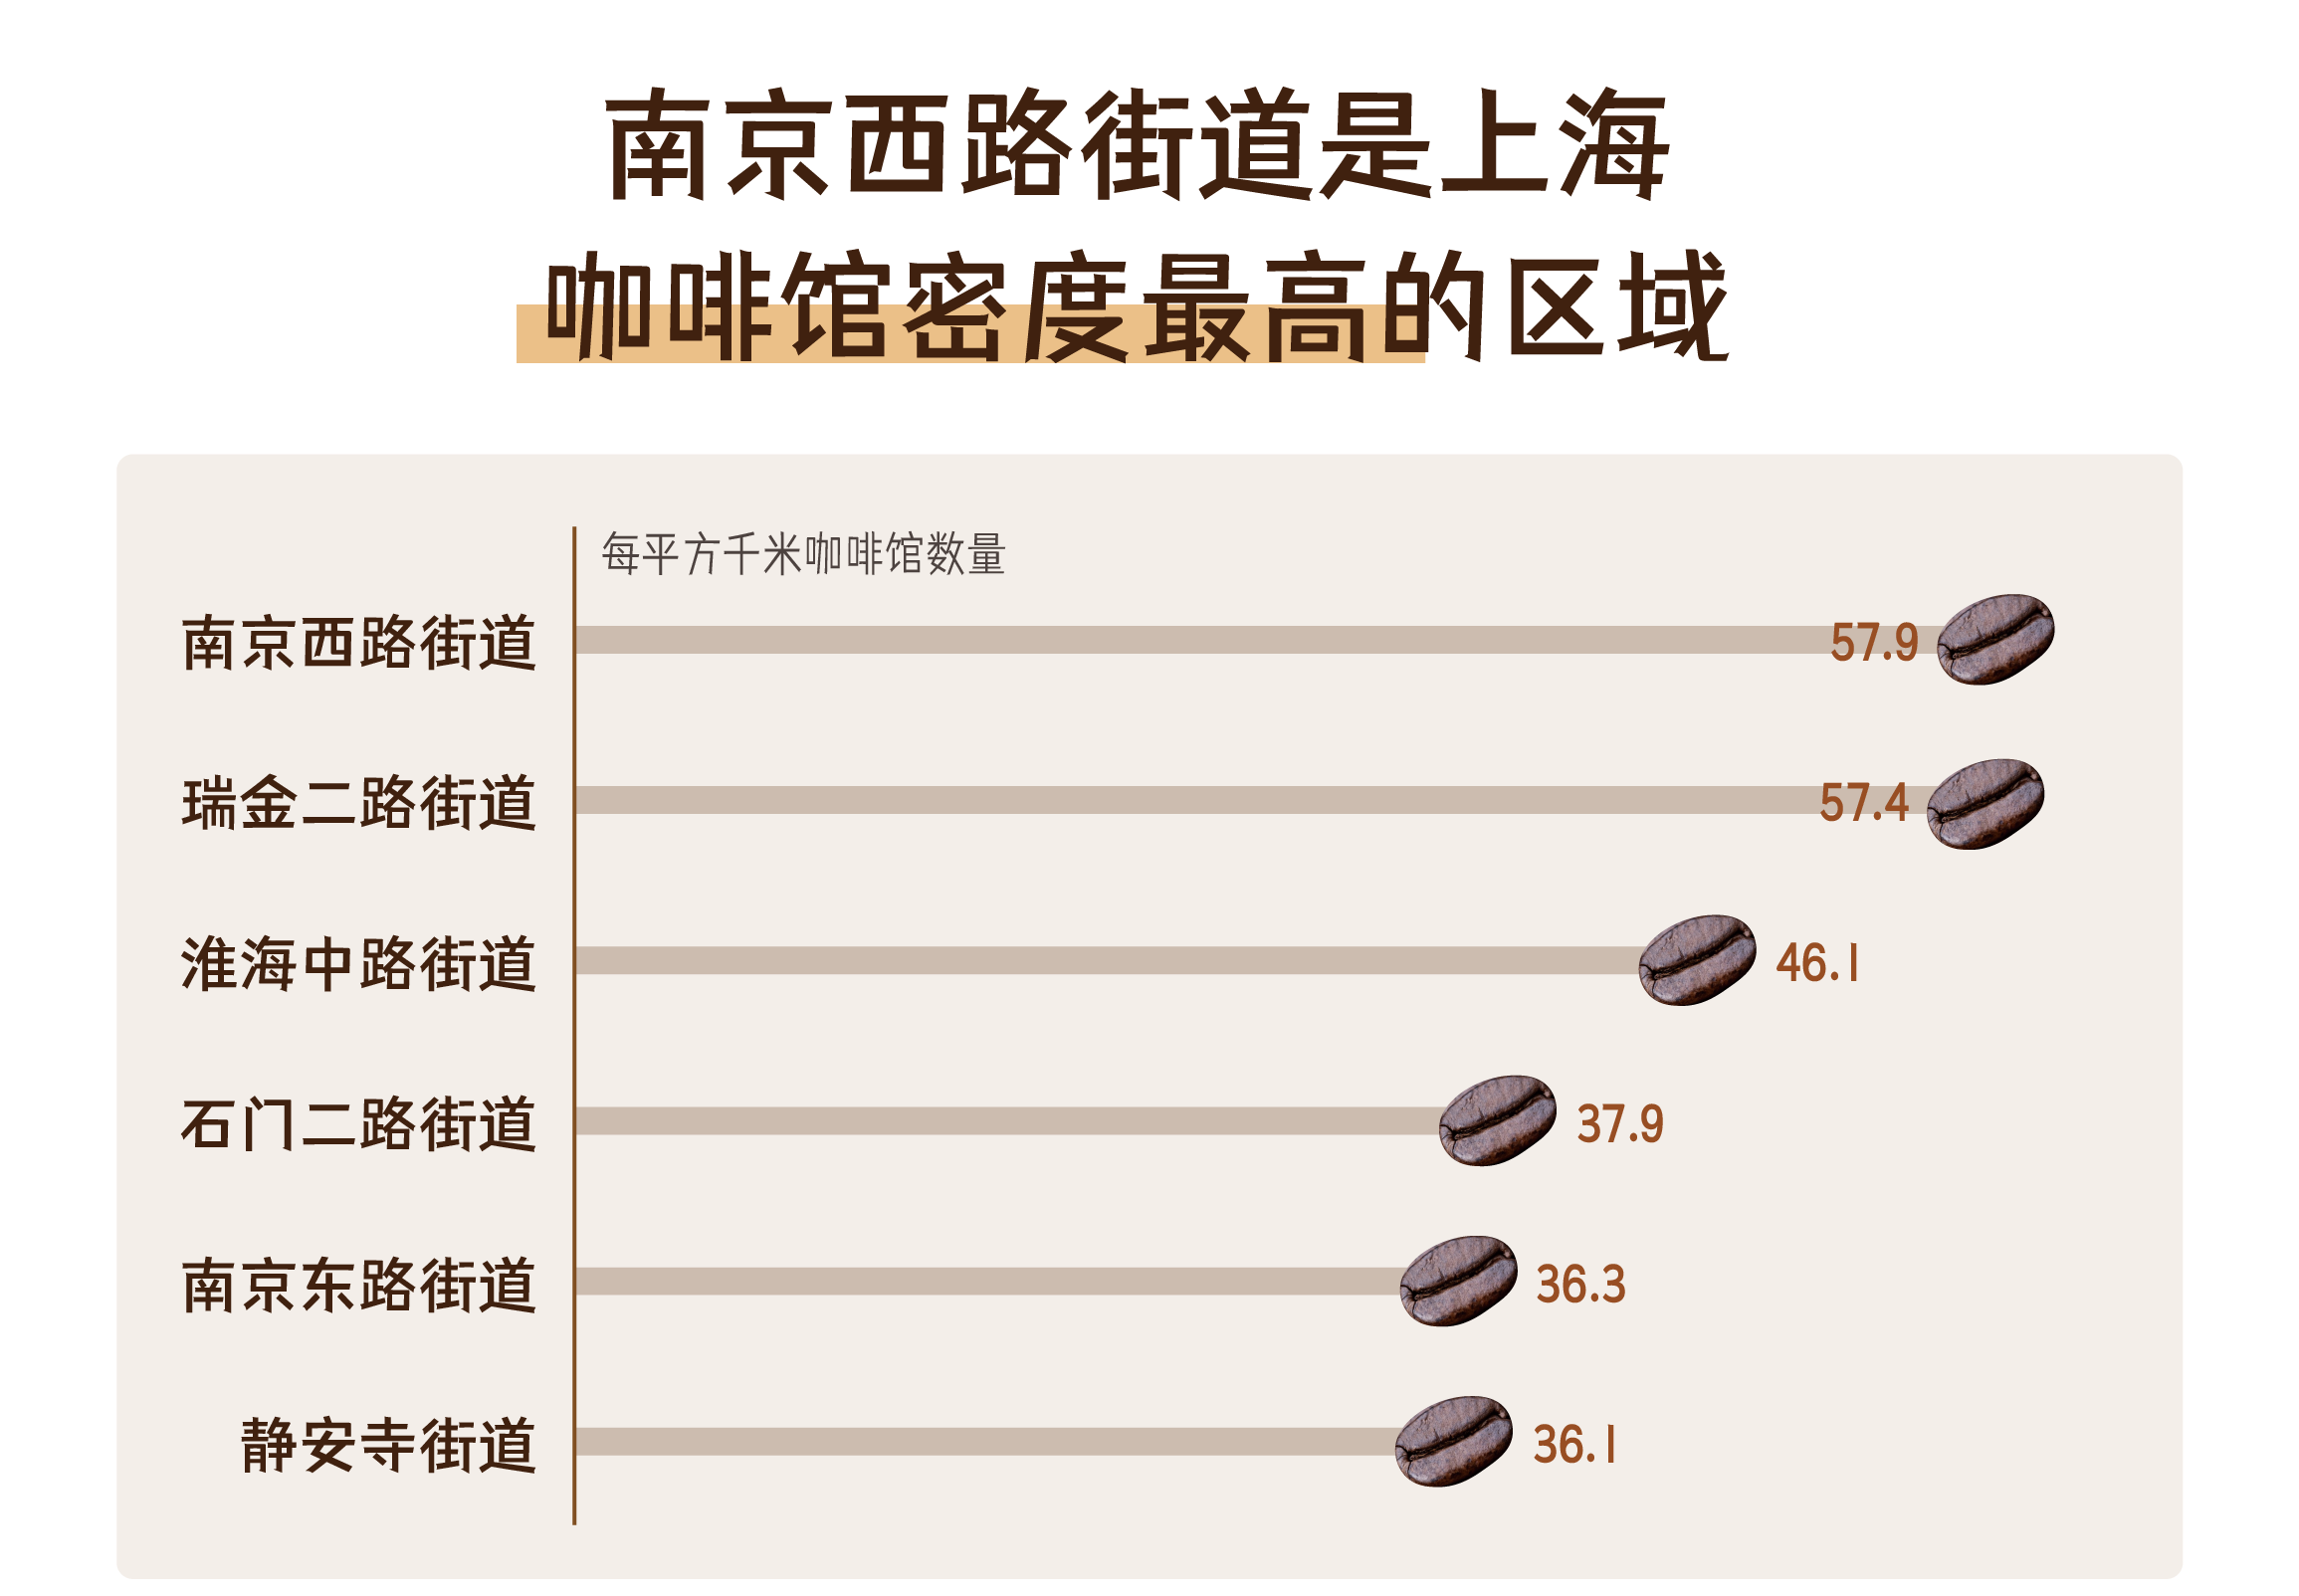 南京西路街道是上海
咖啡馆密度最高的区域
每平方千米咖啡馆数量
南京西路街道 57.9
瑞金二路街道 57.4
淮海中路街道 46.1
石门二路街道 37.9
南京东路街道 36.3
静安寺街道 36.1